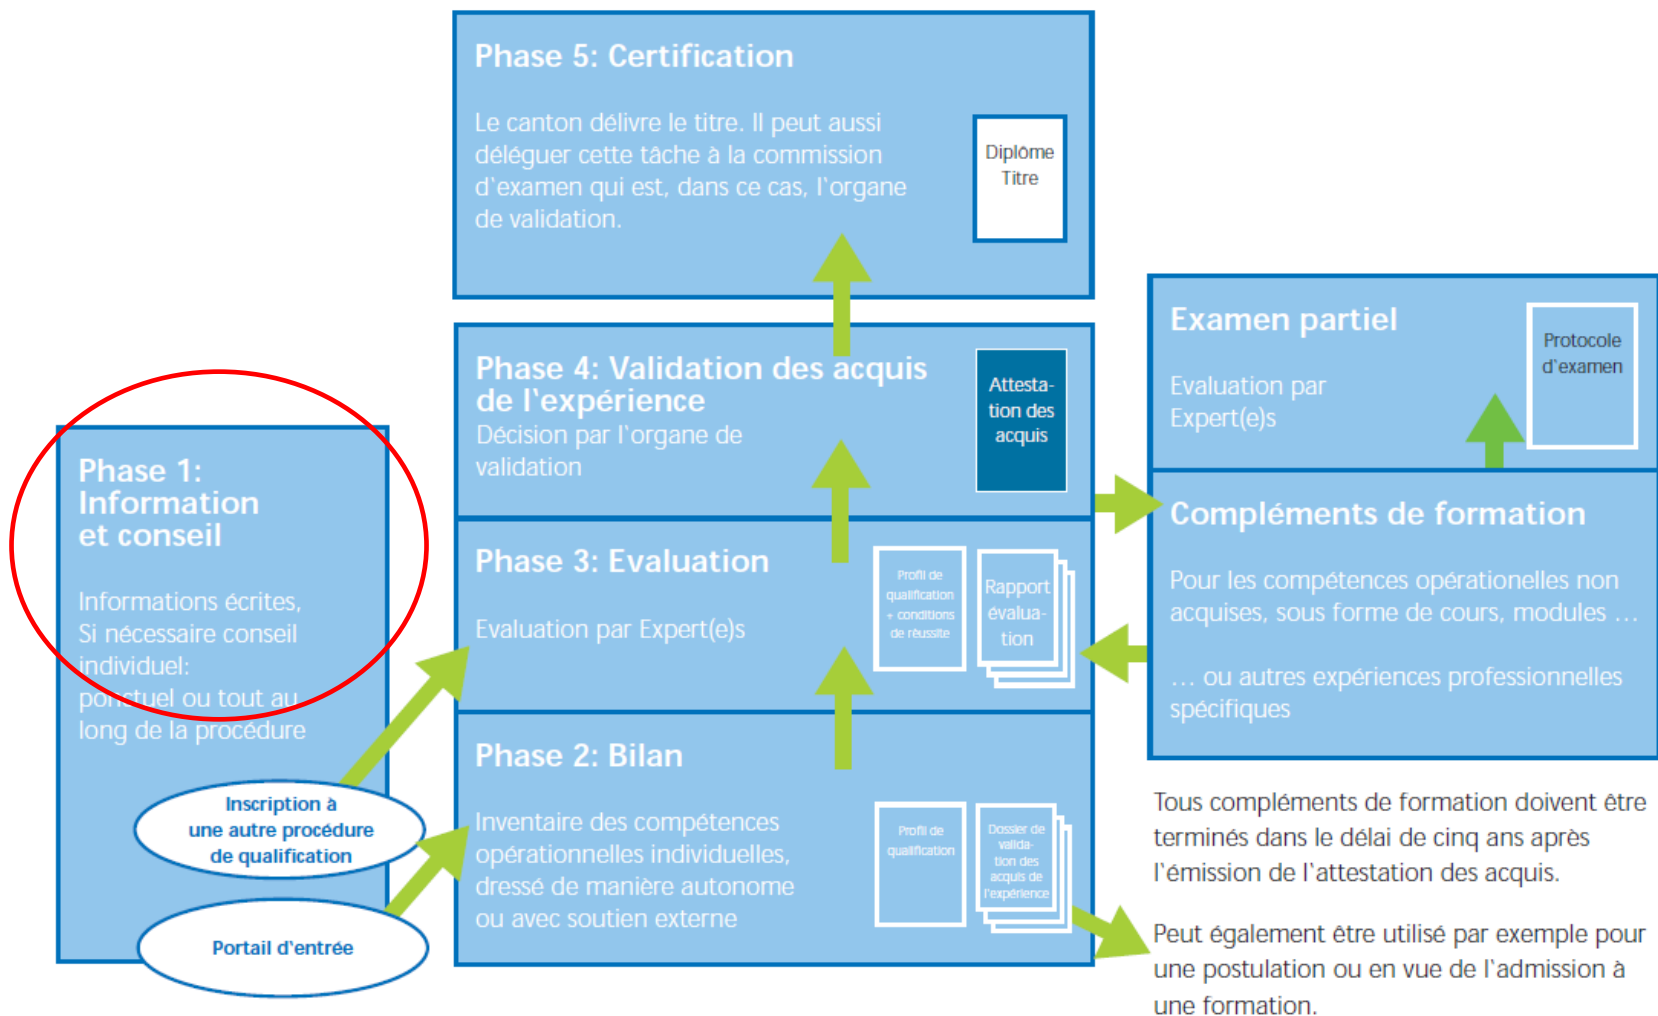 Phase 5: Certification
Le canton délivre le titre. Il peut aussi
déléguer cette tâche à la commission
d'examen qui est, dans ce cas, l'organe
de validation.
Diplôme
Titre
Phase 4: Validation des acquis
de l'expérience
Décision par l'organe de
validation
Attesta-
tion des
acquis
Examen partiel
Evaluation par
Expert(e)s
Protocole
d'examen
Phase 1:
Information
et conseil
Informations écrites,
Si nécessaire conseil
individuel:
ponctuel ou tout au
long de la procédure
Phase 3: Evaluation
Evaluation par Expert(e)s
Profil de
qualification
+ conditions
de réussite
Rapport
évalua-
tion
Compléments de formation
Pour les compétences opérationelles non
acquises, sous forme de cours, modules ...
... ou autres expériences professionnelles
spécifiques
Phase 2: Bilan
Inventaire des compétences
opérationnelles individuelles,
dressé de manière autonome
ou avec soutien externe
Profil de
qualification
Dossier de
valida-
tion des
acquis de
l'expérience
Inscription à
une autre procédure
de qualification
Portail d'entrée
Tous compléments de formation doivent être
terminés dans le délai de cinq ans après
l'émission de l'attestation des acquis.
Peut également être utilisé par exemple pour
une postulation ou en vue de l'admission à
une formation.